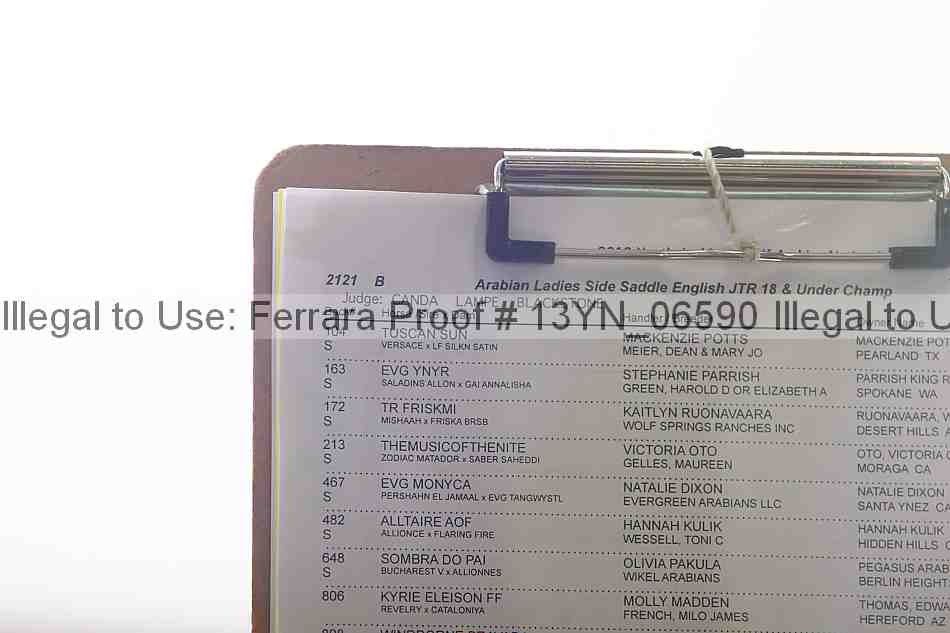 2121 B
Arabian Ladies Side Saddle English JTR 18 & Under Champ
Judge: CANDA LAMPE BLACKSTONE
Illegal to Use: Ferrara Proof # 13YN_06590 Illegal to U
104 TUSCAN SUN MACKENZIE POTTS MACKENZIE POT
S VERSACE x LF SILKN SATIN MEIER, DEAN & MARY JO PEARLAND TX
163 EVG YNYR STEPHANIE PARRISH PARRISH KING R
S SALADINS ALLON x GAI ANNALISHA GREEN, HAROLD D OR ELIZABETH A SPOKANE WA
172 TR FRISKMI KAITLYN RUONAVAARA RUONAVAARA, W
S MISHAAH x FRISKA BRSB WOLF SPRINGS RANCHES INC DESERT HILLS A
213 THEMUSICOFTHENITE VICTORIA OTO OTO, VICTORIA
S ZODIAC MATADOR x SABER SAHEDDI GELLES, MAUREEN MORAGA CA
467 EVG MONYCA NATALIE DIXON NATALIE DIXON
S PERSHAHN EL JAMAAL x EVG TANGWYSTL EVERGREEN ARABIANS LLC SANTA YNEZ CA
482 ALLTAIRE AOF HANNAH KULIK HANNAH KULIK
S ALLIONCE x FLARING FIRE WESSELL, TONI C HIDDEN HILLS
648 SOMBRA DO PAI OLIVIA PAKULA PEGASUS ARAB
S BUCHAREST V x ALLIONNES WIKEL ARABIANS BERLIN HEIGHT
806 KYRIE ELEISON FF MOLLY MADDEN THOMAS, EDWA
REVELRY x CATALONIYA FRENCH, MILO JAMES HEREFORD AZ